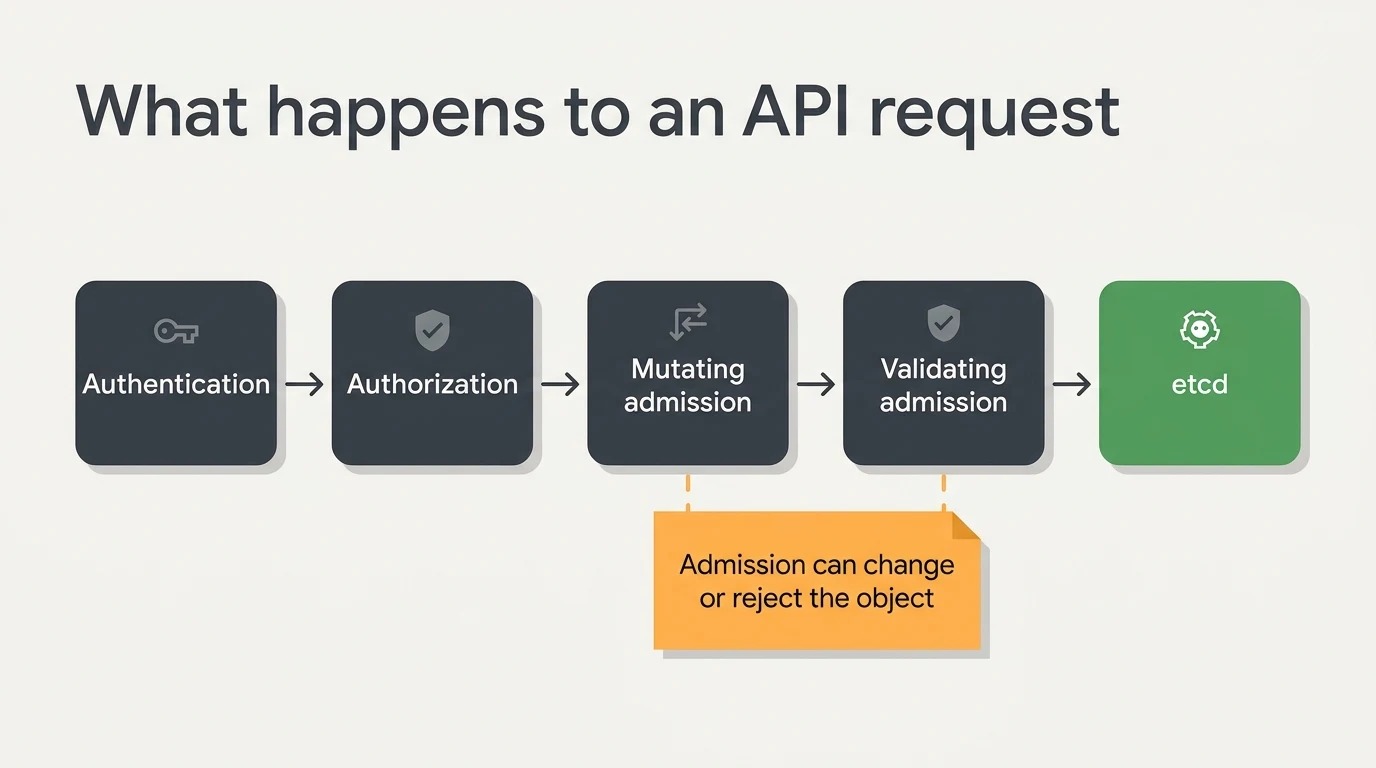 What happens to an API request
Authentication
Authorization
Mutating
admission
Validating
admission
etcd
Admission can change
or reject the object